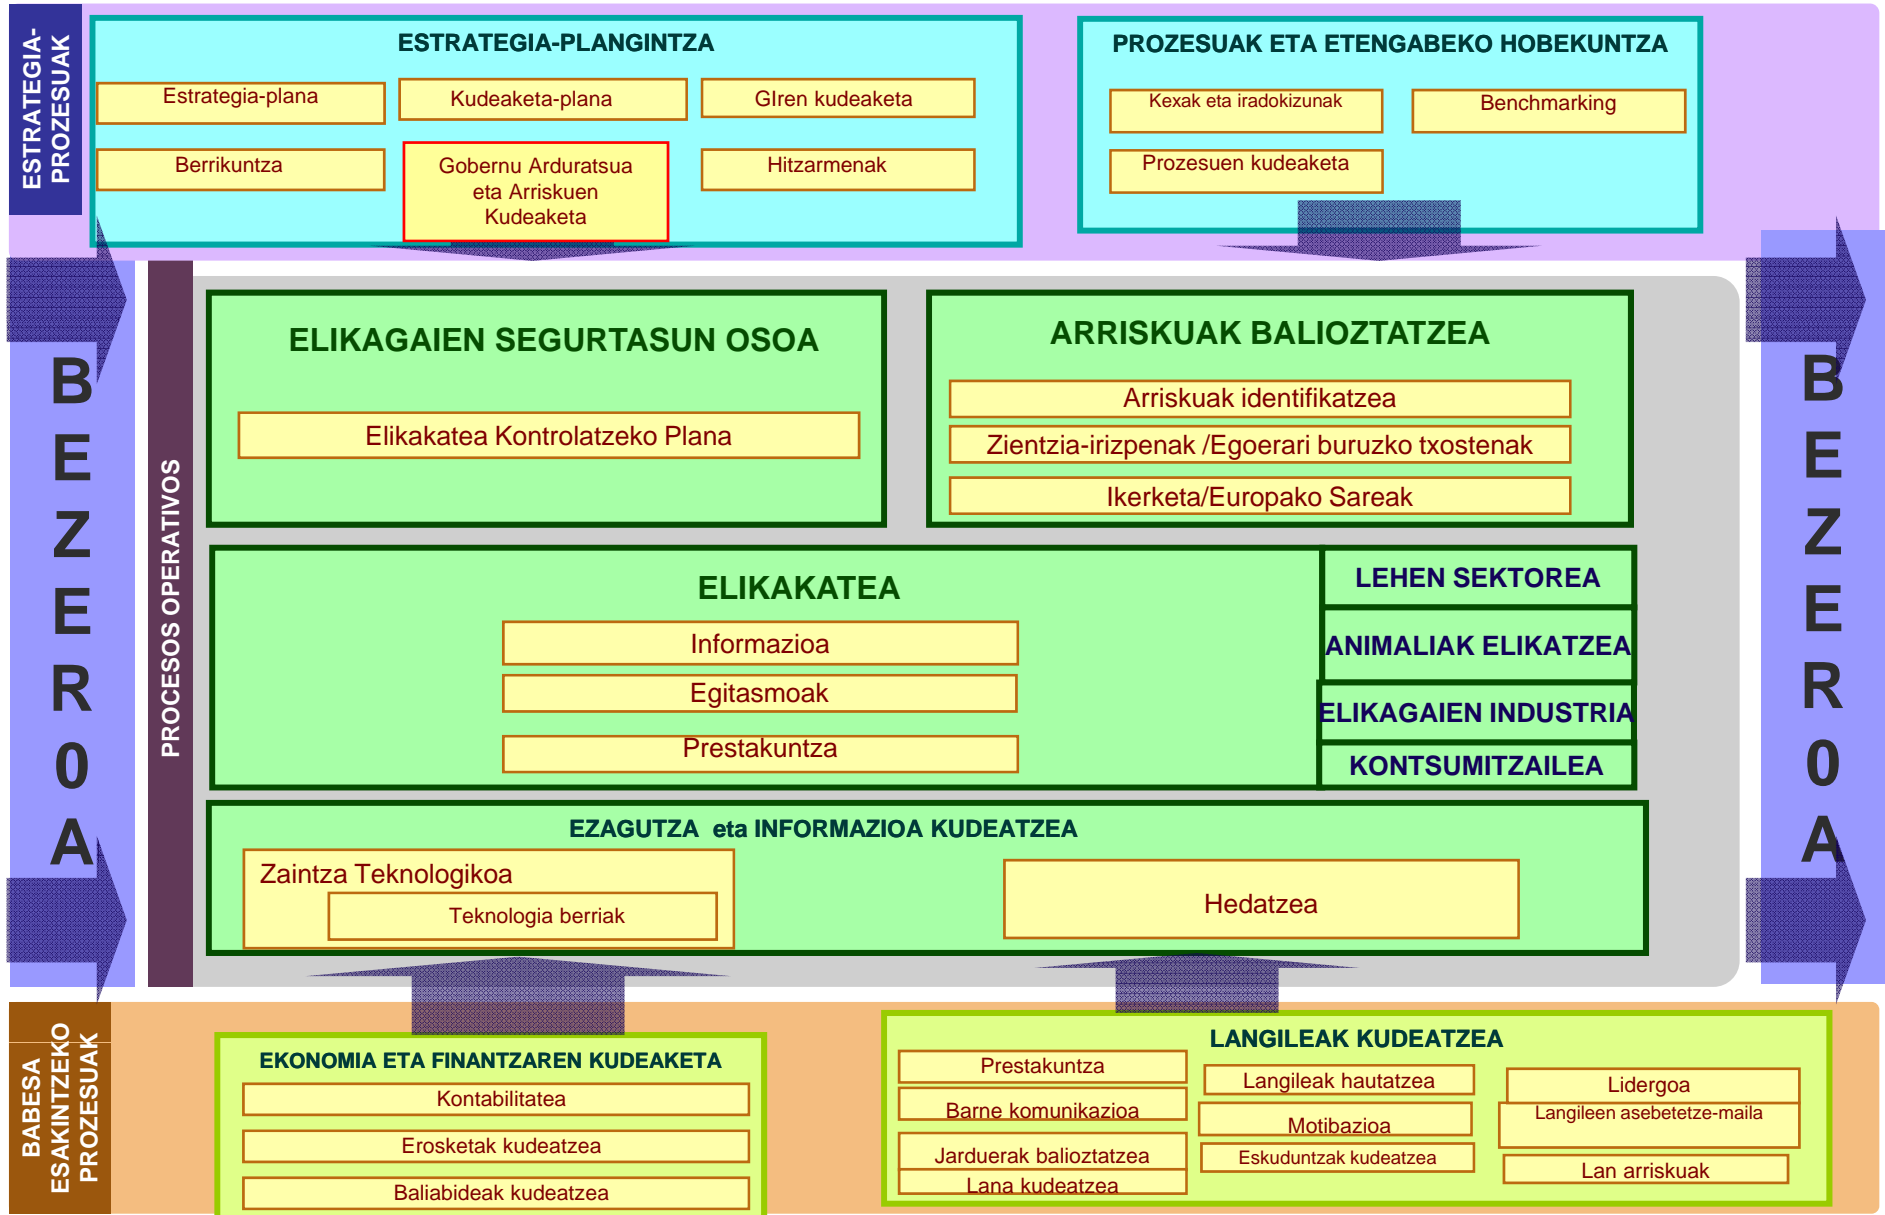 ESTRATEGIA-
PROZESUAK
ESTRATEGIA-PLANGINTZA
Estrategia-plana
Kudeaketa-plana
GIren kudeaketa
Berrikuntza
Gobernu Arduratsua
eta Arriskuen
Kudeaketa
Hitzarmenak
PROZESUAK ETA ETENGABEKO HOBEKUNTZA
Kexak eta iradokizunak
Benchmarking
Prozesuen kudeaketa
B
E
Z
E
R
0
A
PROCESOS OPERATIVOS
ELIKAGAIEN SEGURTASUN OSOA
Elikakatea Kontrolatzeko Plana
ARRISKUAK BALIOZTATZEA
Arriskuak identifikatzea
Zientzia-irizpenak /Egoerari buruzko txostenak
Ikerketa/Europako Sareak
ELIKAKATEA
Informazioa
Egitasmoak
Prestakuntza
LEHEN SEKTOREA
ANIMALIAK ELIKATZEA
ELIKAGAIEN INDUSTRIA
KONTSUMITZAILEA
EZAGUTZA eta INFORMAZIOA KUDEATZEA
Zaintza Teknologikoa
Teknologia berriak
Hedatzea
B
E
Z
E
R
0
A
BABESA
ESAKINTZEKO
PROZESUAK
EKONOMIA ETA FINANTZAREN KUDEAKETA
Kontabilitatea
Erosketak kudeatzea
Baliabideak kudeatzea
LANGILEAK KUDEATZEA
Prestakuntza
Barne komunikazioa
Jarduerak balioztatzea
Lana kudeatzea
Langileak hautatzea
Motibazioa
Eskuduntzak kudeatzea
Lidergoa
Langileen asebetetze-maila
Lan arriskuak